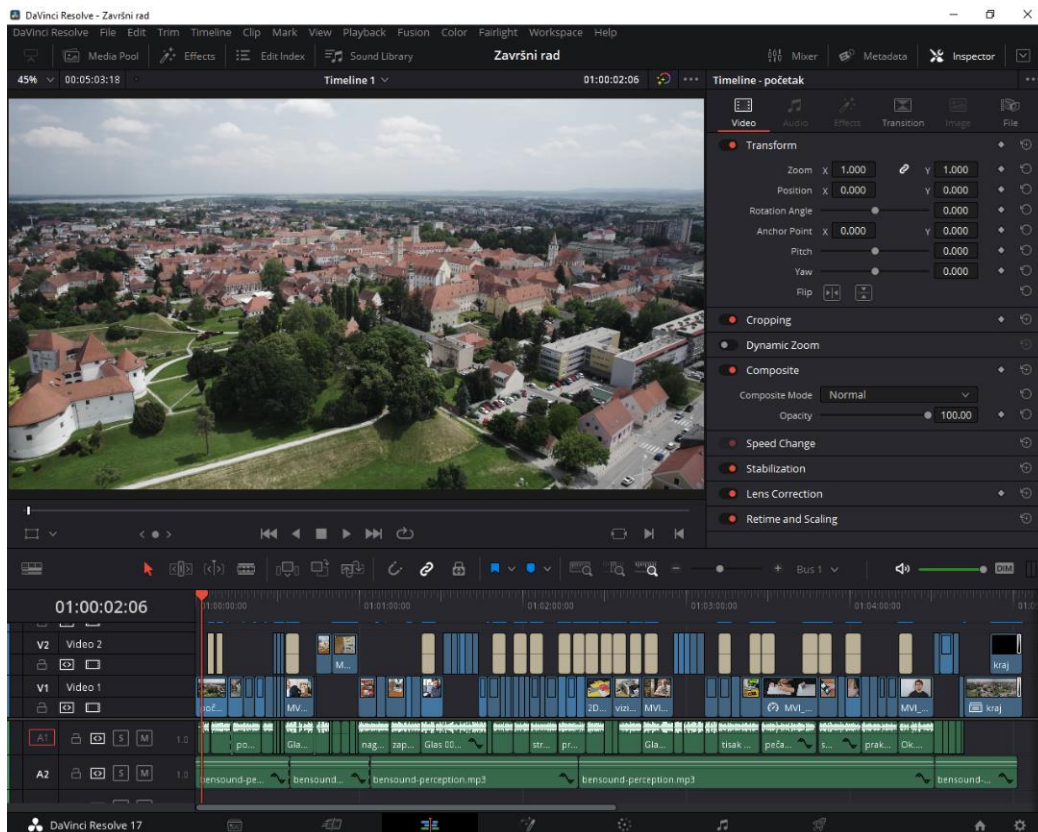 DaVinci Resolve - Završni rad
DaVinci Resolve File Edit Trim Timeline Clip Mark View Playback Fusion Color Fairlight Workspace Help
Media Pool Effects Edit Index Sound Library Završni rad Mixer Metadata Inspector
45% 00:05:03:18 Timeline 1 01:00:02:06 Timeline - početak
Video Audio Effects Transition Image File
Transform
Zoom X 1.000 Y 1.000
Position X 0.000 Y 0.000
Rotation Angle 0.000
Anchor Point X 0.000 Y 0.000
Pitch 0.000
Yaw 0.000
Flip
Cropping
Dynamic Zoom
Composite
Composite Mode Normal
Opacity 100.00
Speed Change
Stabilization
Lens Correction
Retime and Scaling
Bus 1 DIM
01:00:02:06 01:00:00:00 01:01:00:00 01:02:00:00 01:03:00:00 01:04:00:00
V2 Video 2
M... kraj
V1 Video 1
poč... MV... 2D... vizi... MVI... MVI_... MVI_... kraj
A1 S M 1.0 po... Gla... nag... zap... Glas 00... str... pr... Gla... tisak ... peča... s... prak... Ok....
A2 S M 1.0 bensound-pe... bensound... bensound-perception.mp3 bensound-perception.mp3 bensound-...
DaVinci Resolve 17